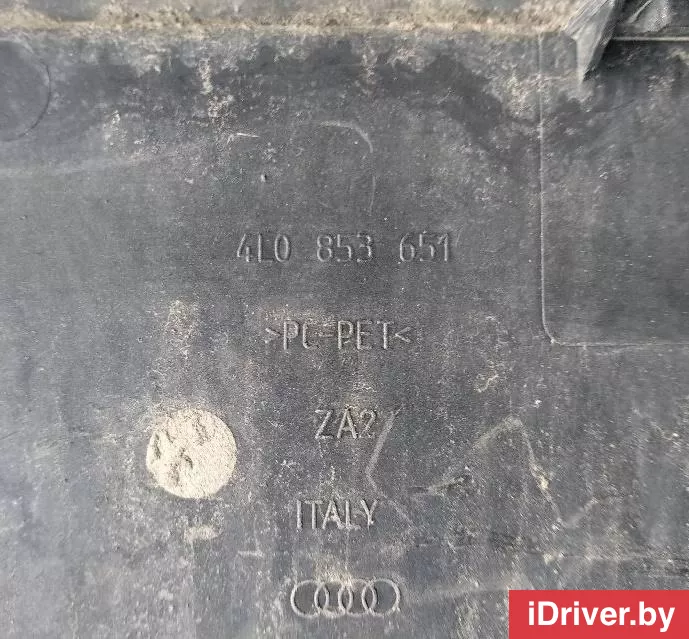 4L0 853 651
>PC-PET<
ZA2
ITALY
iDriver.by